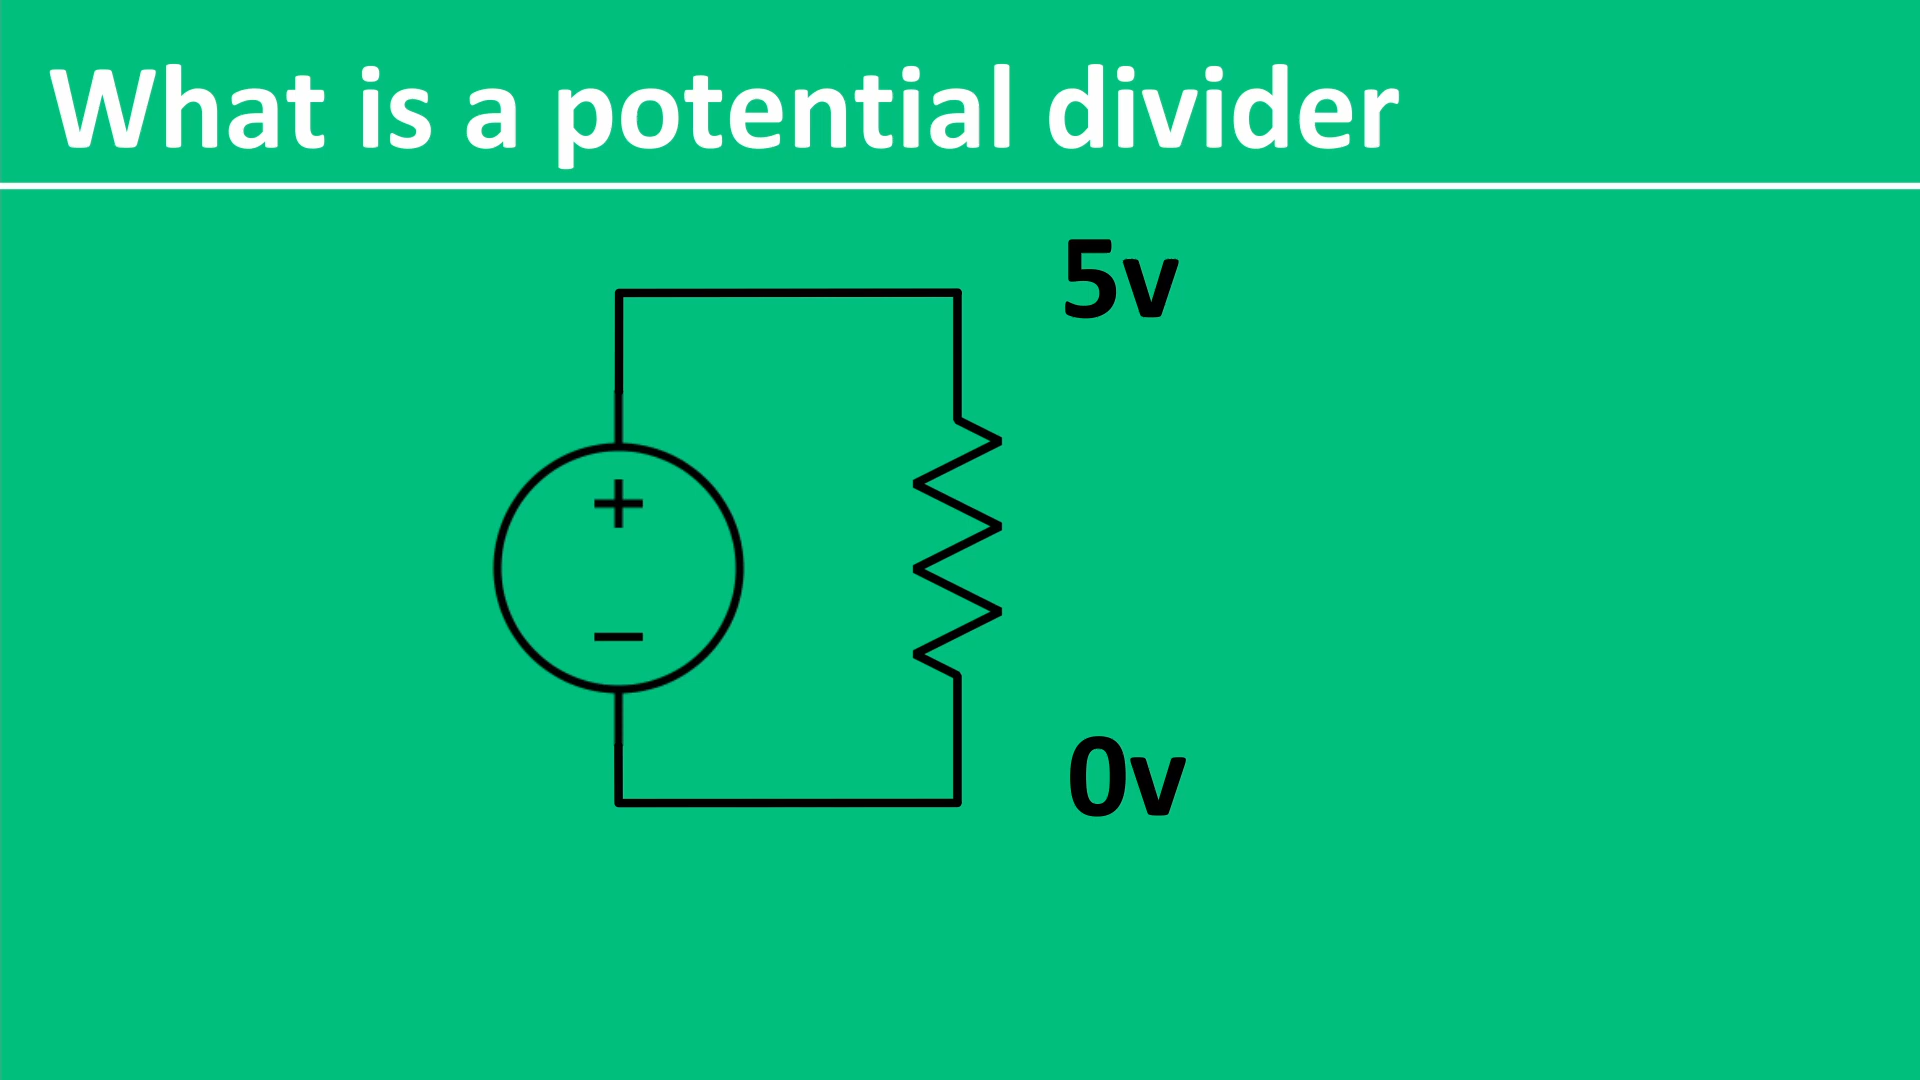 What is a potential divider
5v
+
−
0v